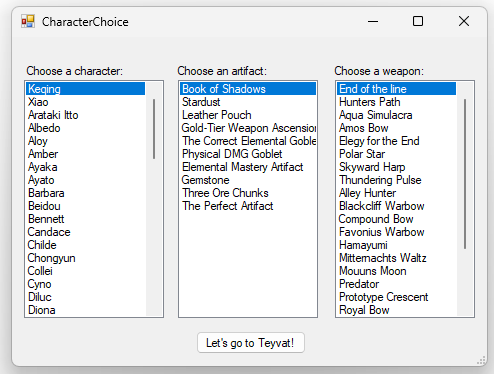 CharacterChoice
Choose a character:
Keqing
Xiao
Arataki Itto
Albedo
Aloy
Amber
Ayaka
Ayato
Barbara
Beidou
Bennett
Candace
Childe
Chongyun
Collei
Cyno
Diluc
Diona
Choose an artifact:
Book of Shadows
Stardust
Leather Pouch
Gold-Tier Weapon Ascension
The Correct Elemental Goble
Physical DMG Goblet
Elemental Mastery Artifact
Gemstone
Three Ore Chunks
The Perfect Artifact
Choose a weapon:
End of the line
Hunters Path
Aqua Simulacra
Amos Bow
Elegy for the End
Polar Star
Skyward Harp
Thundering Pulse
Alley Hunter
Blackcliff Warbow
Compound Bow
Favonius Warbow
Hamayumi
Mitternachts Waltz
Mouuns Moon
Predator
Prototype Crescent
Royal Bow
Let's go to Teyvat!